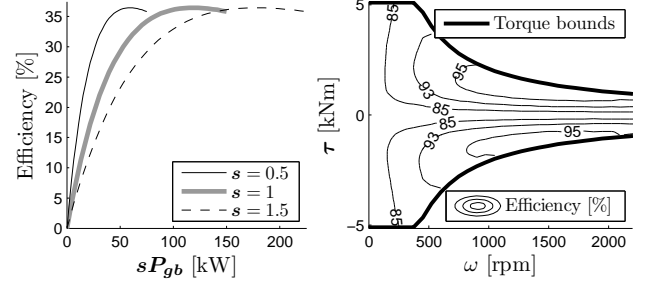 Efficiency [%]
35
30
25
20
15
10
5
0
s = 0.5
s = 1
s = 1.5
0 50 100 150 200
sP_gb [kW]
τ [kNm]
5
0
−5
Torque bounds
85
93
95
85
85
93
95
85
Efficiency [%]
0 500 1000 1500 2000
ω [rpm]